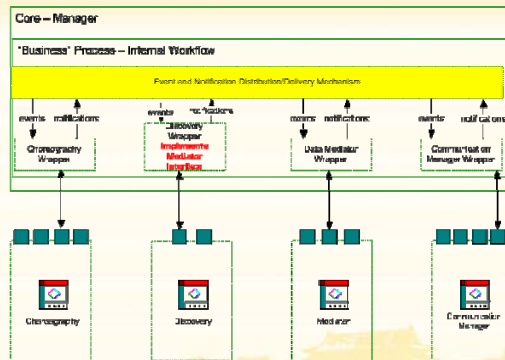 Core – Manager
"Business" Process – Internal Workflow
Event and Notification Distribution/Delivery Mechanism
events notifications
events notifications
events notifications
events notifications
Choreography
Wrapper
Discovery
Wrapper
Implements
Mediator
Interface
Data Mediator
Wrapper
Communication
Manager Wrapper
Choreography
Discovery
Mediator
Communication
Manager